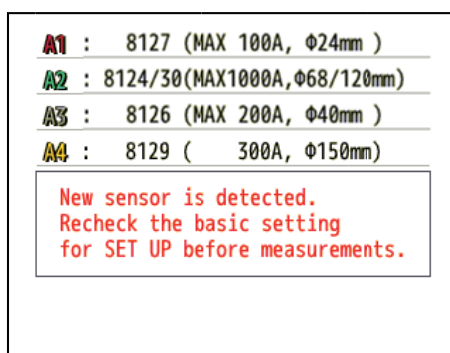 A1 : 8127 (MAX 100A, Φ24mm )
A2 : 8124/30(MAX1000A,Φ68/120mm)
A3 : 8126 (MAX 200A, Φ40mm )
A4 : 8129 ( 300A, Φ150mm)
New sensor is detected.
Recheck the basic setting
for SET UP before measurements.